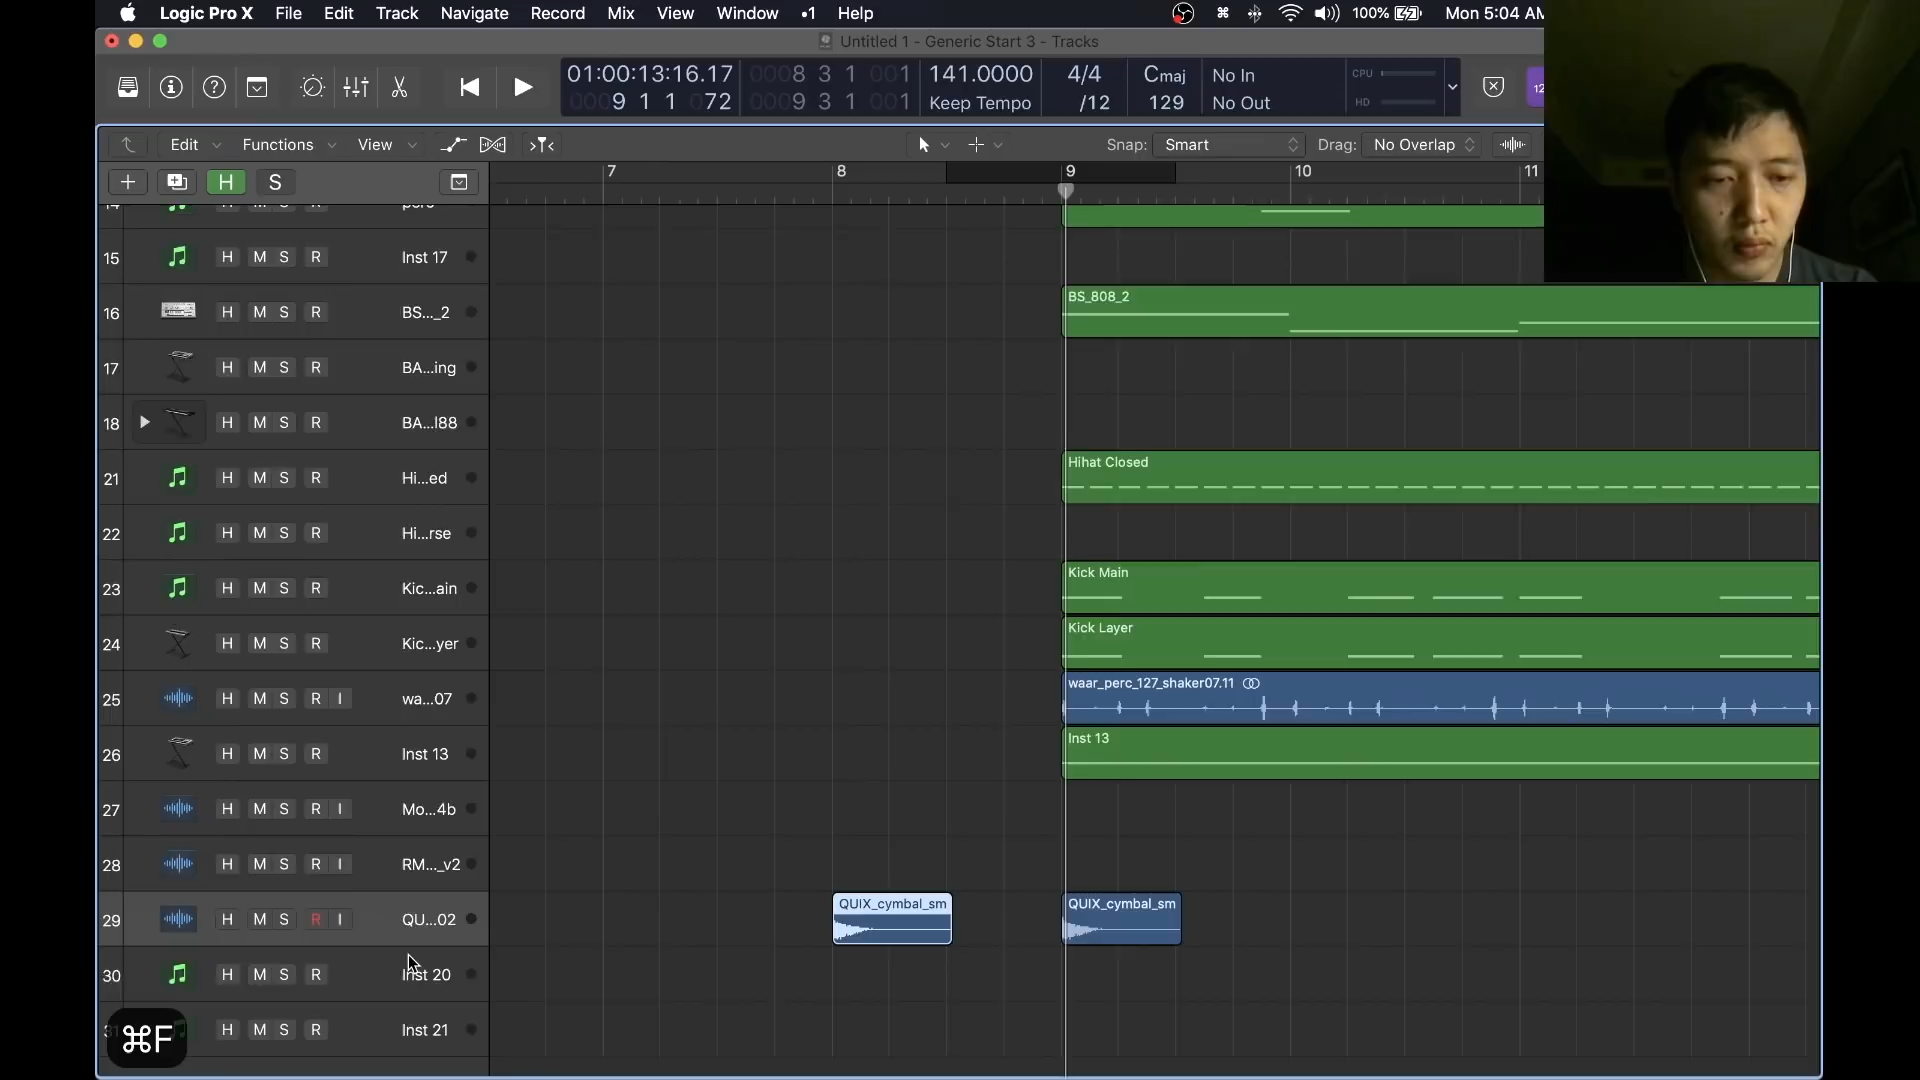 Logic Pro X File Edit Track Navigate Record Mix View Window •1 Help 100% Mon 5:04 AM
Untitled 1 - Generic Start 3 - Tracks
01:00:13:16.17 0008 3 1 001 141.0000 4/4 Cmaj No In CPU
0009 1 1 072 0009 3 1 001 Keep Tempo /12 129 No Out HD
Edit Functions View Snap: Smart Drag: No Overlap
H S 7 8 9 10 11
15 H M S R Inst 17
16 H M S R BS..._2 BS_808_2
17 H M S R BA...ing
18 H M S R BA...l88
21 H M S R Hi...ed Hihat Closed
22 H M S R Hi...rse
23 H M S R Kic...ain Kick Main
24 H M S R Kic...yer Kick Layer
25 H M S R I wa...07 waar_perc_127_shaker07.11
26 H M S R Inst 13 Inst 13
27 H M S R I Mo...4b
28 H M S R I RM..._v2
29 H M S R I QU...02 QUIX_cymbal_sm QUIX_cymbal_sm
30 H M S R Inst 20
H M S R Inst 21
⌘F